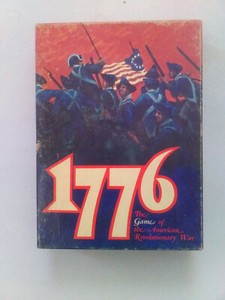 1776
The
Game of
the American
Revolutionary War